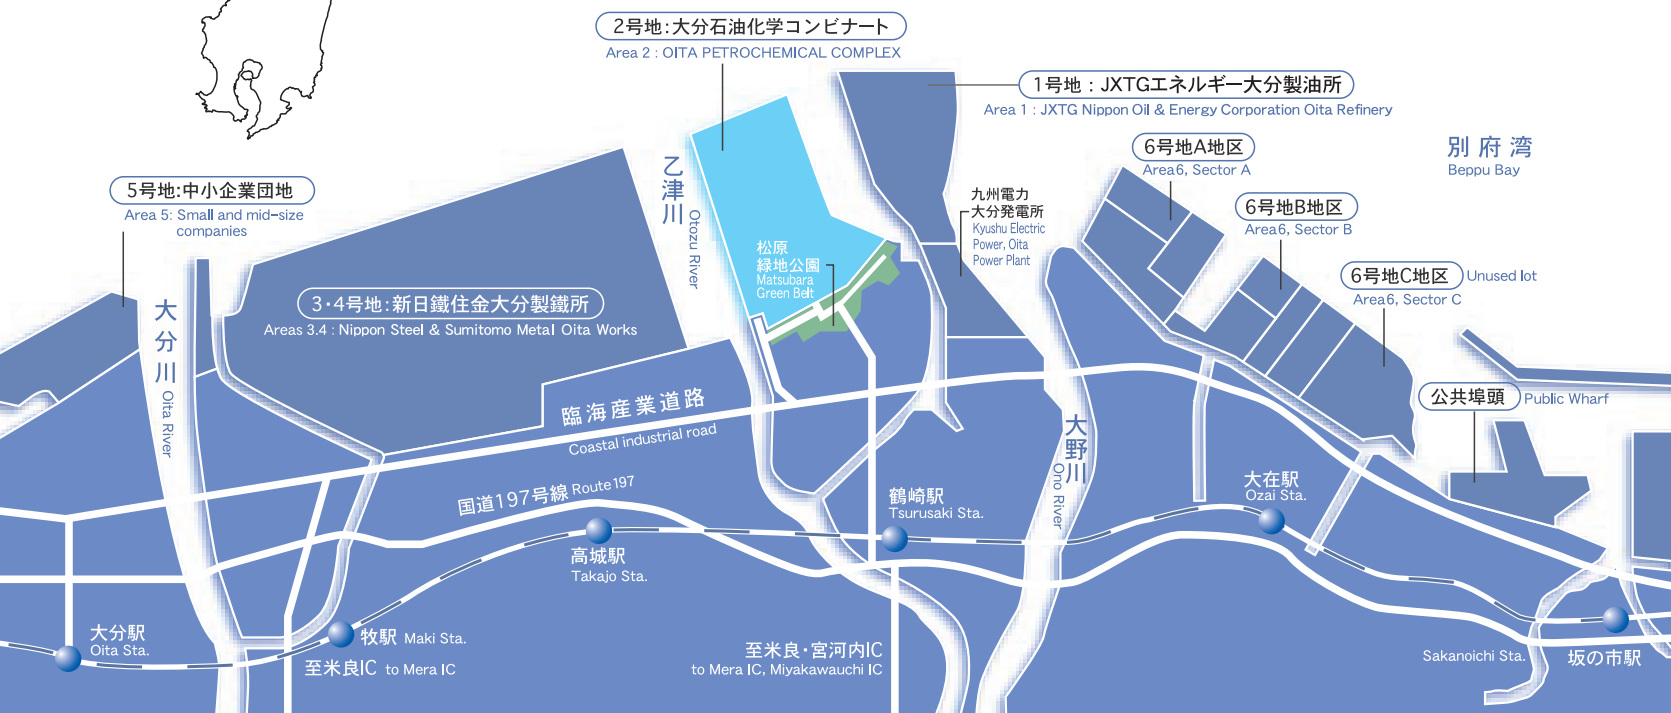 2号地:大分石油化学コンビナート
Area 2 : OITA PETROCHEMICAL COMPLEX
1号地 : JXTGエネルギー大分製油所
Area 1 : JXTG Nippon Oil & Energy Corporation Oita Refinery
6号地A地区
Area6, Sector A
別府湾
Beppu Bay
5号地:中小企業団地
Area 5: Small and mid-size
companies
乙津川
Otozu River
九州電力
大分発電所
Kyushu Electric
Power, Oita
Power Plant
6号地B地区
Area6, Sector B
松原
緑地公園
Matsubara
Green Belt
6号地C地区 Unused lot
Area6, Sector C
3・4号地:新日鐵住金大分製鐵所
Areas 3.4 : Nippon Steel & Sumitomo Metal Oita Works
大分川
Oita River
臨海産業道路
Coastal industrial road
公共埠頭 Public Wharf
大野川
Ono River
国道197号線 Route 197
鶴崎駅
Tsurusaki Sta.
大在駅
Ozai Sta.
高城駅
Takajo Sta.
大分駅
Oita Sta.
牧駅 Maki Sta.
至米良IC to Mera IC
至米良・宮河内IC
to Mera IC, Miyakawauchi IC
Sakanoichi Sta. 坂の市駅